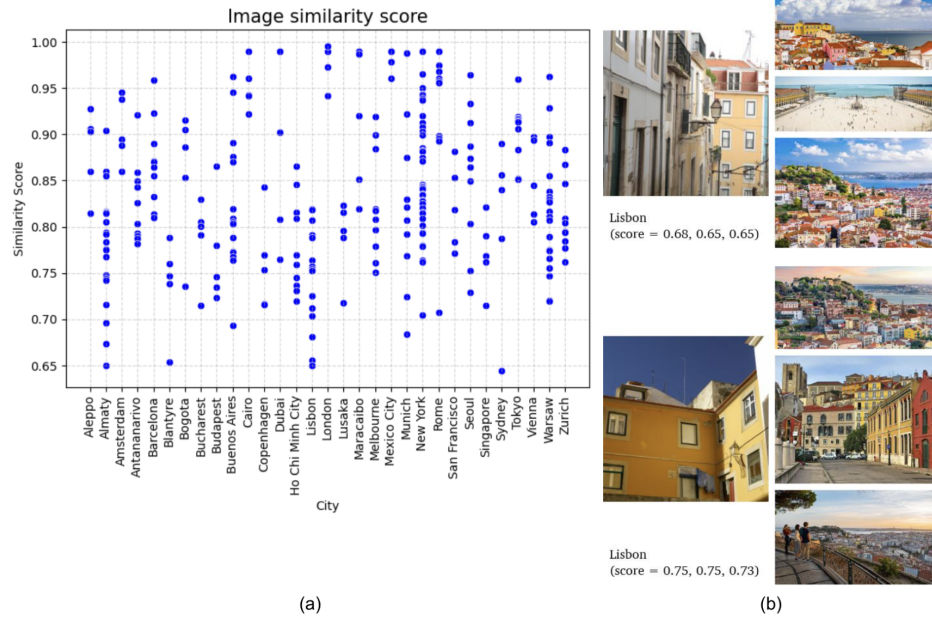 Image similarity score
1.00
0.95
0.90
0.85
0.80
0.75
0.70
0.65
Similarity Score
Aleppo
Almaty
Amsterdam
Antananarivo
Barcelona
Blantyre
Bogota
Bucharest
Budapest
Buenos Aires
Cairo
Copenhagen
Dubai
Ho Chi Minh City
Lisbon
London
Lusaka
Maracaibo
Melbourne
Mexico City
Munich
New York
Rome
San Francisco
Seoul
Singapore
Sydney
Tokyo
Vienna
Warsaw
Zurich
City
(a)
Lisbon
(score = 0.68, 0.65, 0.65)
Lisbon
(score = 0.75, 0.75, 0.73)
(b)